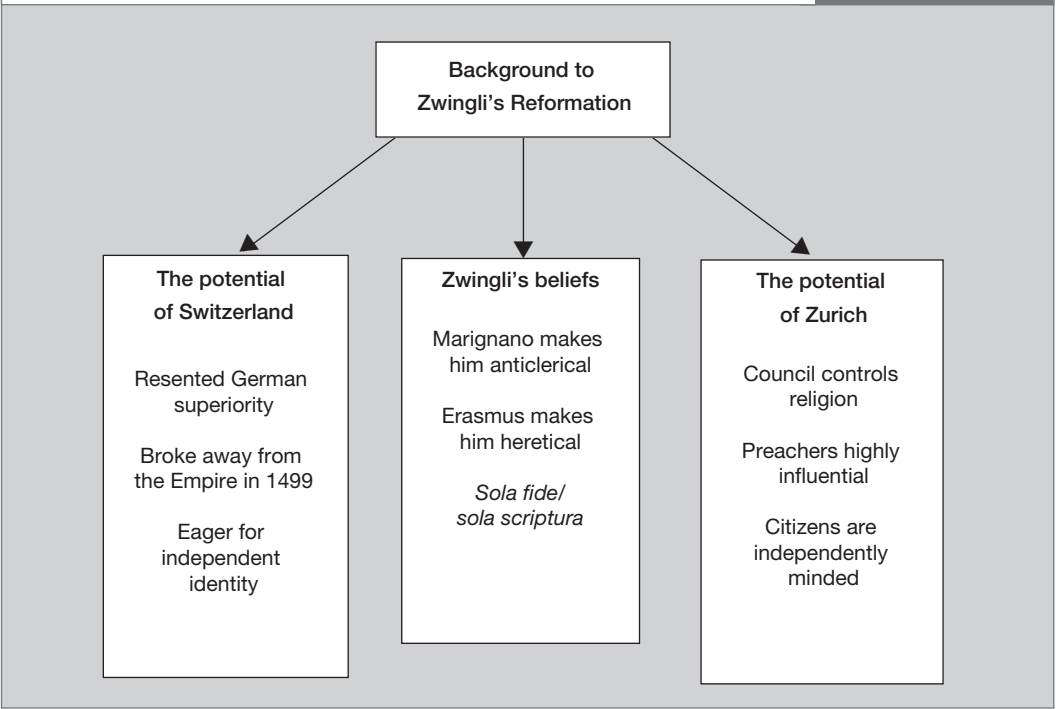 Background to
Zwingli's Reformation
The potential
of Switzerland
Resented German
superiority
Broke away from
the Empire in 1499
Eager for
independent
identity
Zwingli's beliefs
Marignano makes
him anticlerical
Erasmus makes
him heretical
Sola fide/
sola scriptura
The potential
of Zurich
Council controls
religion
Preachers highly
influential
Citizens are
independently
minded